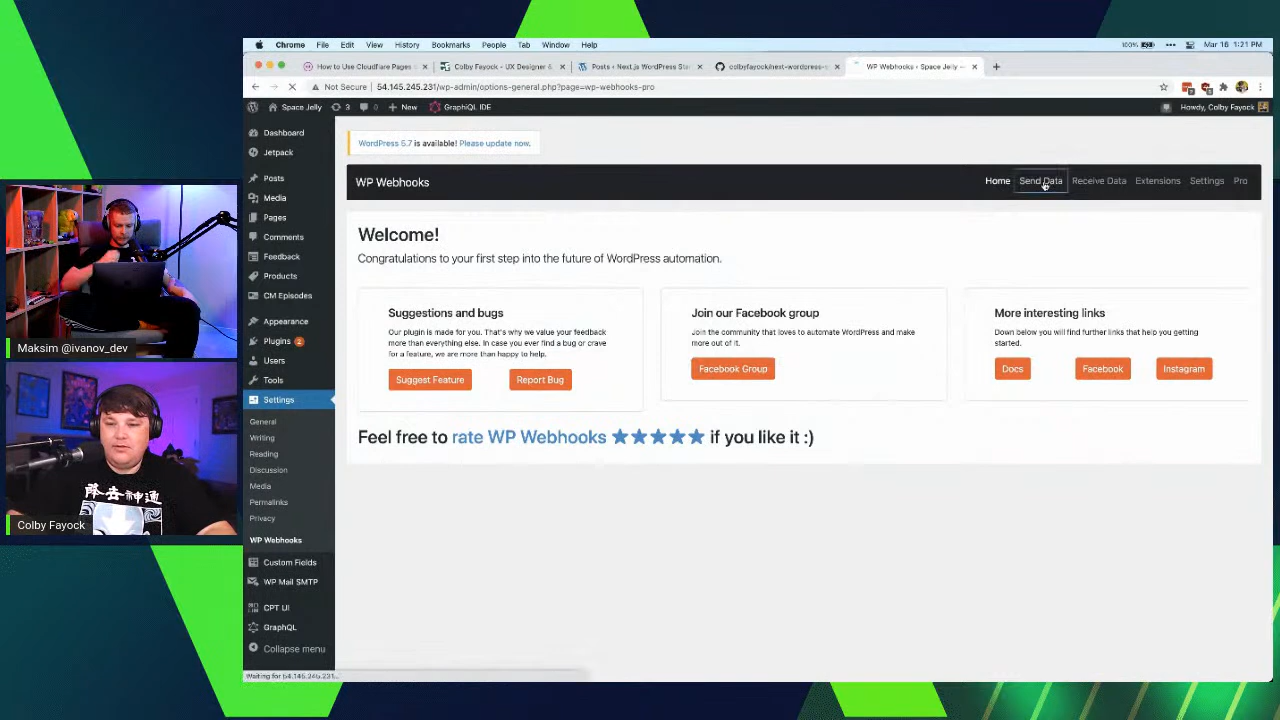 Chrome File Edit View History Bookmarks People Tab Window Help
100% Mar 16 1:21 PM
How to Use Cloudflare Pages
Colby Fayock - UX Designer &
Posts ‹ Next.js WordPress Star
colbyfayock/next-wordpress-s
WP Webhooks ‹ Space Jelly —
Not Secure 54.145.245.231/wp-admin/options-general.php?page=wp-webhooks-pro
Space Jelly 3 0 New GraphiQL IDE
Howdy, Colby Fayock
Dashboard
Jetpack
Posts
Media
Pages
Comments
Feedback
Products
CM Episodes
Appearance
Plugins 2
Users
Tools
Settings
General
Writing
Reading
Discussion
Media
Permalinks
Privacy
WP Webhooks
Custom Fields
WP Mail SMTP
CPT UI
GraphQL
Collapse menu
Waiting for 54.145.245.231...
WordPress 5.7 is available! Please update now.
WP Webhooks
Home Send Data Receive Data Extensions Settings Pro
Welcome!
Congratulations to your first step into the future of WordPress automation.
Suggestions and bugs
Our plugin is made for you. That's why we value your feedback
more than everything else. In case you ever find a bug or crave
for a feature, we are more than happy to help.
Suggest Feature Report Bug
Join our Facebook group
Join the community that loves to automate WordPress and make
more out of it.
Facebook Group
More interesting links
Down below you will find further links that help you getting
started.
Docs Facebook Instagram
Feel free to rate WP Webhooks ★★★★★ if you like it :)
Maksim @ivanov_dev
Colby Fayock